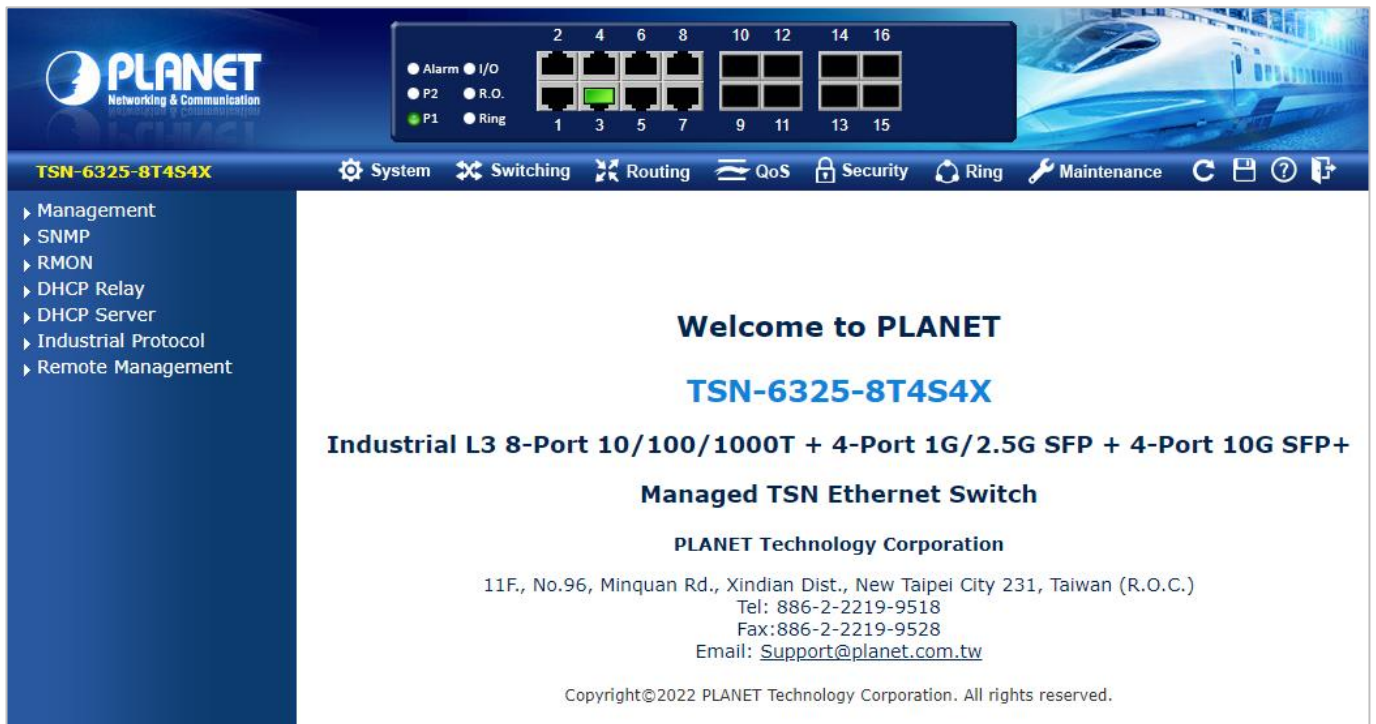 PLANET
Networking & Communication
2 4 6 8 10 12 14 16
Alarm I/O
P2 R.O.
P1 Ring
1 3 5 7 9 11 13 15
TSN-6325-8T4S4X
System Switching Routing QoS Security Ring Maintenance
Management
SNMP
RMON
DHCP Relay
DHCP Server
Industrial Protocol
Remote Management
Welcome to PLANET
TSN-6325-8T4S4X
Industrial L3 8-Port 10/100/1000T + 4-Port 1G/2.5G SFP + 4-Port 10G SFP+
Managed TSN Ethernet Switch
PLANET Technology Corporation
11F., No.96, Minquan Rd., Xindian Dist., New Taipei City 231, Taiwan (R.O.C.)
Tel: 886-2-2219-9518
Fax:886-2-2219-9528
Email: Support@planet.com.tw
Copyright©2022 PLANET Technology Corporation. All rights reserved.